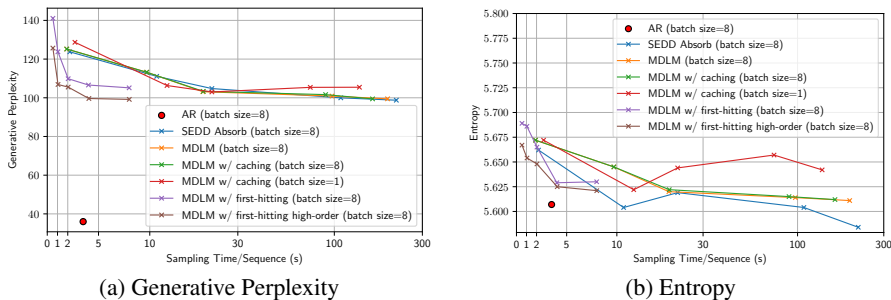 140
120
100
80
60
40
Generative Perplexity
AR (batch size=8)
SEDD Absorb (batch size=8)
MDLM (batch size=8)
MDLM w/ caching (batch size=8)
MDLM w/ caching (batch size=1)
MDLM w/ first-hitting (batch size=8)
MDLM w/ first-hitting high-order (batch size=8)
0 1 2 5 10 30 100 300
Sampling Time/Sequence (s)
(a) Generative Perplexity
5.800
5.775
5.750
5.725
5.700
5.675
5.650
5.625
5.600
Entropy
AR (batch size=8)
SEDD Absorb (batch size=8)
MDLM (batch size=8)
MDLM w/ caching (batch size=8)
MDLM w/ caching (batch size=1)
MDLM w/ first-hitting (batch size=8)
MDLM w/ first-hitting high-order (batch size=8)
0 1 2 5 10 30 100 300
Sampling Time/Sequence (s)
(b) Entropy